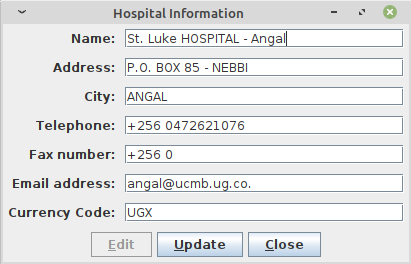 Hospital Information
Name: St. Luke HOSPITAL - Angal
Address: P.O. BOX 85 - NEBBI
City: ANGAL
Telephone: +256 0472621076
Fax number: +256 0
Email address: angal@ucmb.ug.co.
Currency Code: UGX
Edit Update Close